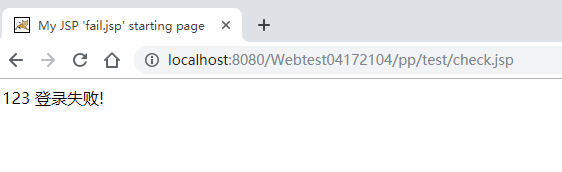 My JSP 'fail.jsp' starting page
localhost:8080/Webtest04172104/pp/test/check.jsp
123 登录失败!